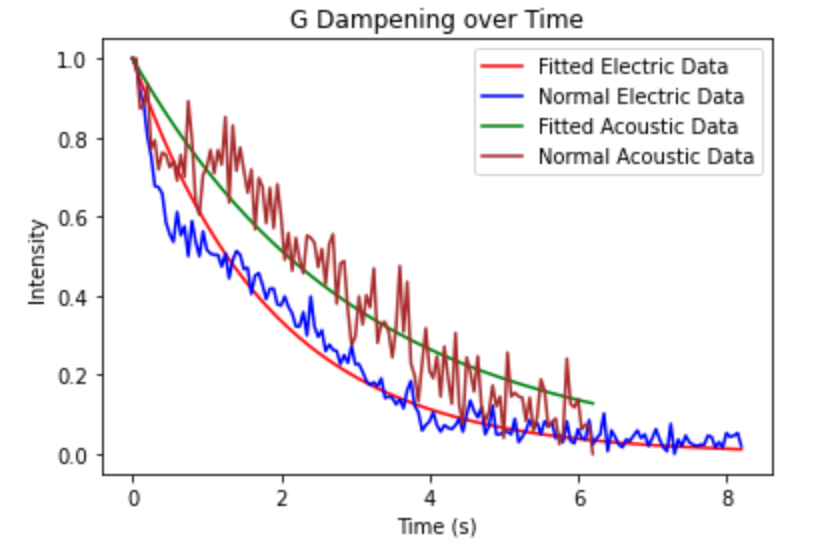 G Dampening over Time
1.0
0.8
0.6
0.4
0.2
0.0
Intensity
Fitted Electric Data
Normal Electric Data
Fitted Acoustic Data
Normal Acoustic Data
0 2 4 6 8
Time (s)